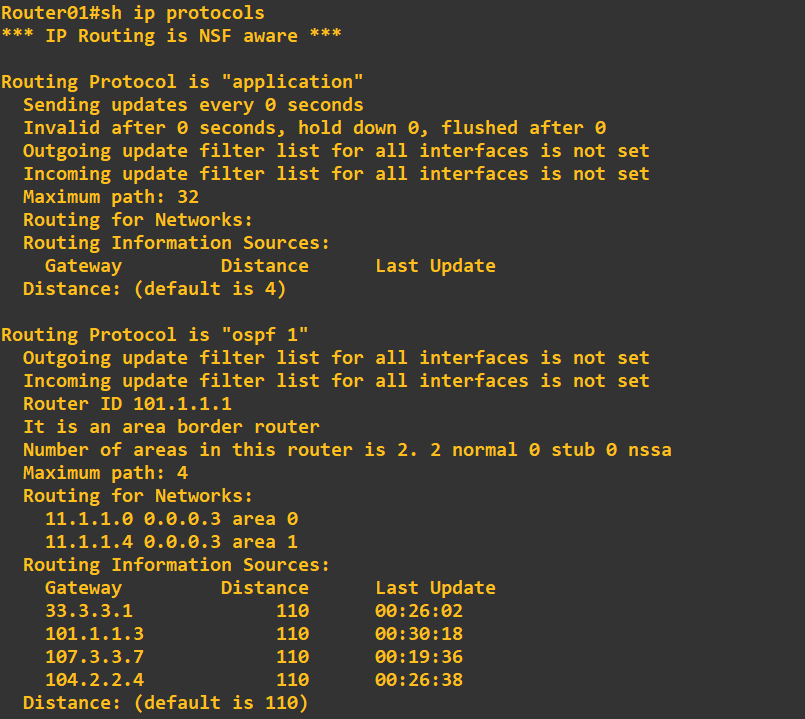 Router01#sh ip protocols
*** IP Routing is NSF aware ***
Routing Protocol is "application"
Sending updates every 0 seconds
Invalid after 0 seconds, hold down 0, flushed after 0
Outgoing update filter list for all interfaces is not set
Incoming update filter list for all interfaces is not set
Maximum path: 32
Routing for Networks:
Routing Information Sources:
Gateway Distance Last Update
Distance: (default is 4)
Routing Protocol is "ospf 1"
Outgoing update filter list for all interfaces is not set
Incoming update filter list for all interfaces is not set
Router ID 101.1.1.1
It is an area border router
Number of areas in this router is 2. 2 normal 0 stub 0 nssa
Maximum path: 4
Routing for Networks:
11.1.1.0 0.0.0.3 area 0
11.1.1.4 0.0.0.3 area 1
Routing Information Sources:
Gateway Distance Last Update
33.3.3.1 110 00:26:02
101.1.1.3 110 00:30:18
107.3.3.7 110 00:19:36
104.2.2.4 110 00:26:38
Distance: (default is 110)